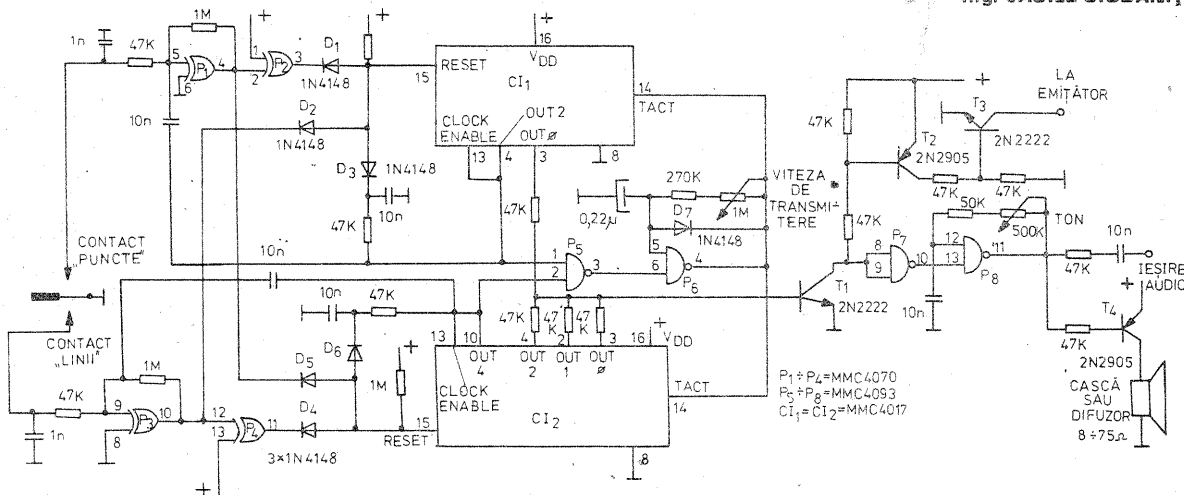 1n
47K
1M
5
6
P1
4
1
2
P2
3
D1
1N4148
10n
D2
1N4148
D3
1N4148
10n
47K
+
+
15
RESET
16
VDD
CI1
14
TACT
CLOCK
ENABLE
OUT2
OUTØ
13
4
3
8
CONTACT
„PUNCTE"
CONTACT
„LINII"
10n
10n
47K
47K
1M
9
8
P3
10
12
13
P4
11
+
1n
D5
D6
D4
3×1N4148
+
1M
47K
0,22µ
270K
1M
D7
1N4148
VITEZA
DE
TRANSMI-
TERE
1
2
P5
3
5
6
P6
4
47K
47K
47K
13
10
4
2
3
16
+
VDD
OUT
4
OUT
2
OUT
1
OUT
Ø
CLOCK
ENABLE
CI2
TACT
14
RESET
15
8
P1÷P4=MMC4070
P5÷P8=MMC4093
CI1=CI2=MMC4017
+
LA
EMIŢĂTOR
47K
T2
2N2905
T3
2N2222
47K
47K
47K
T1
2N2222
8
9
P7
10
50K
500K
TON
12
13
P8
11
10n
47K
10n
IEŞIRE
AUDIO
+
T4
47K
2N2905
CASCĂ
SAU
DIFUZOR
8÷75Ω